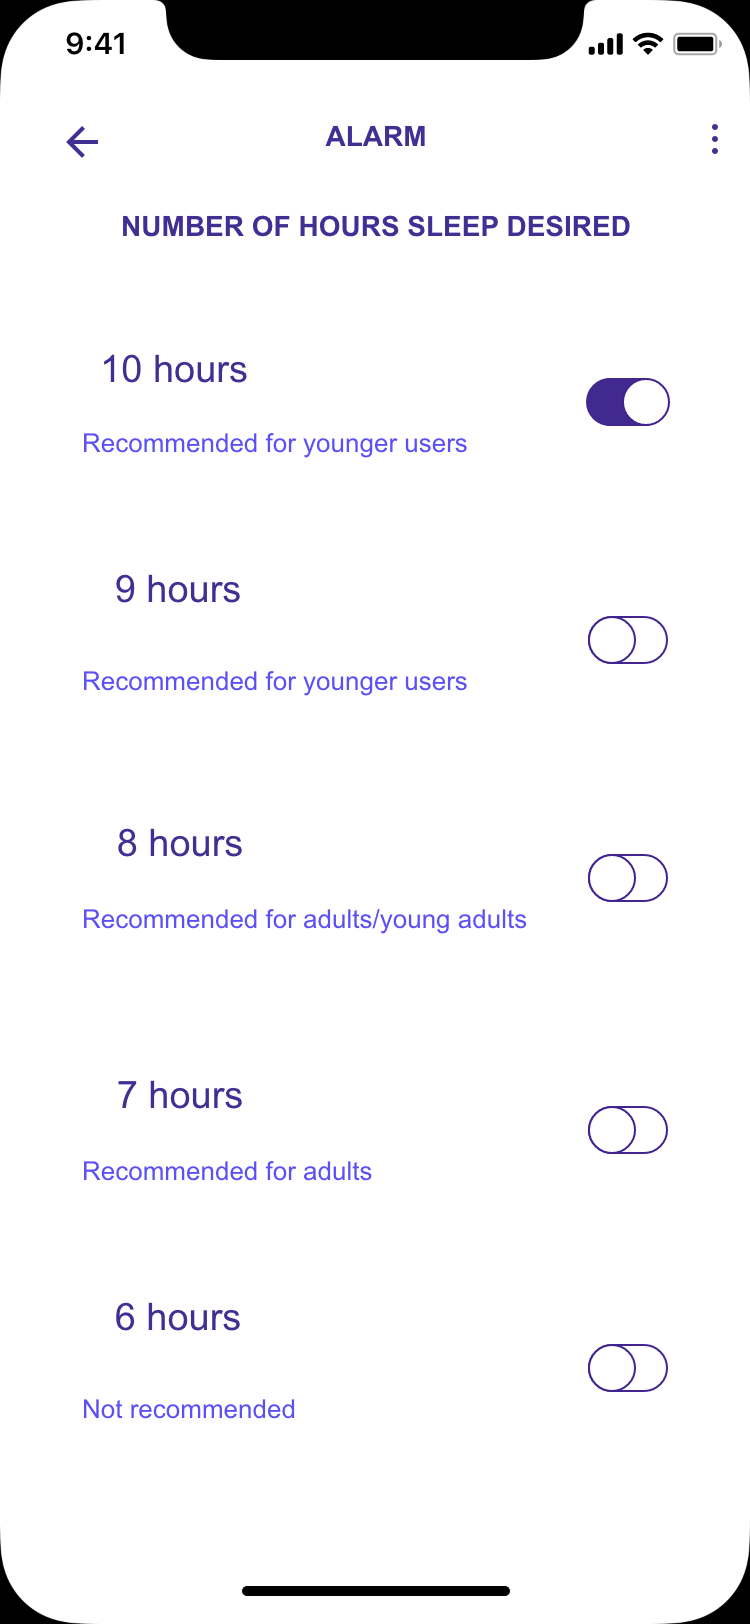 9:41
ALARM
NUMBER OF HOURS SLEEP DESIRED
10 hours
Recommended for younger users
9 hours
Recommended for younger users
8 hours
Recommended for adults/young adults
7 hours
Recommended for adults
6 hours
Not recommended